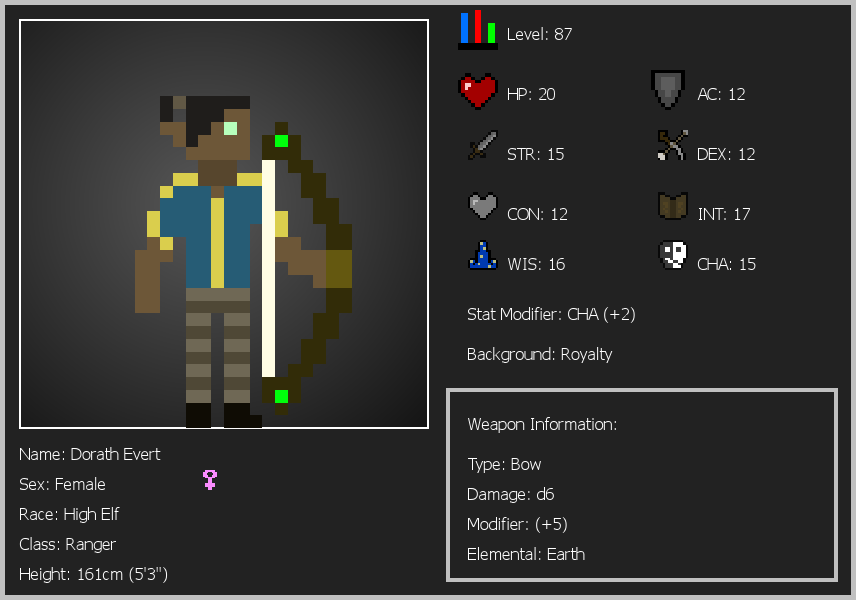 Level: 87
HP: 20
AC: 12
STR: 15
DEX: 12
CON: 12
INT: 17
WIS: 16
CHA: 15
Stat Modifier: CHA (+2)
Background: Royalty
Weapon Information:
Type: Bow
Damage: d6
Modifier: (+5)
Elemental: Earth
Name: Dorath Evert
Sex: Female
Race: High Elf
Class: Ranger
Height: 161cm (5'3")